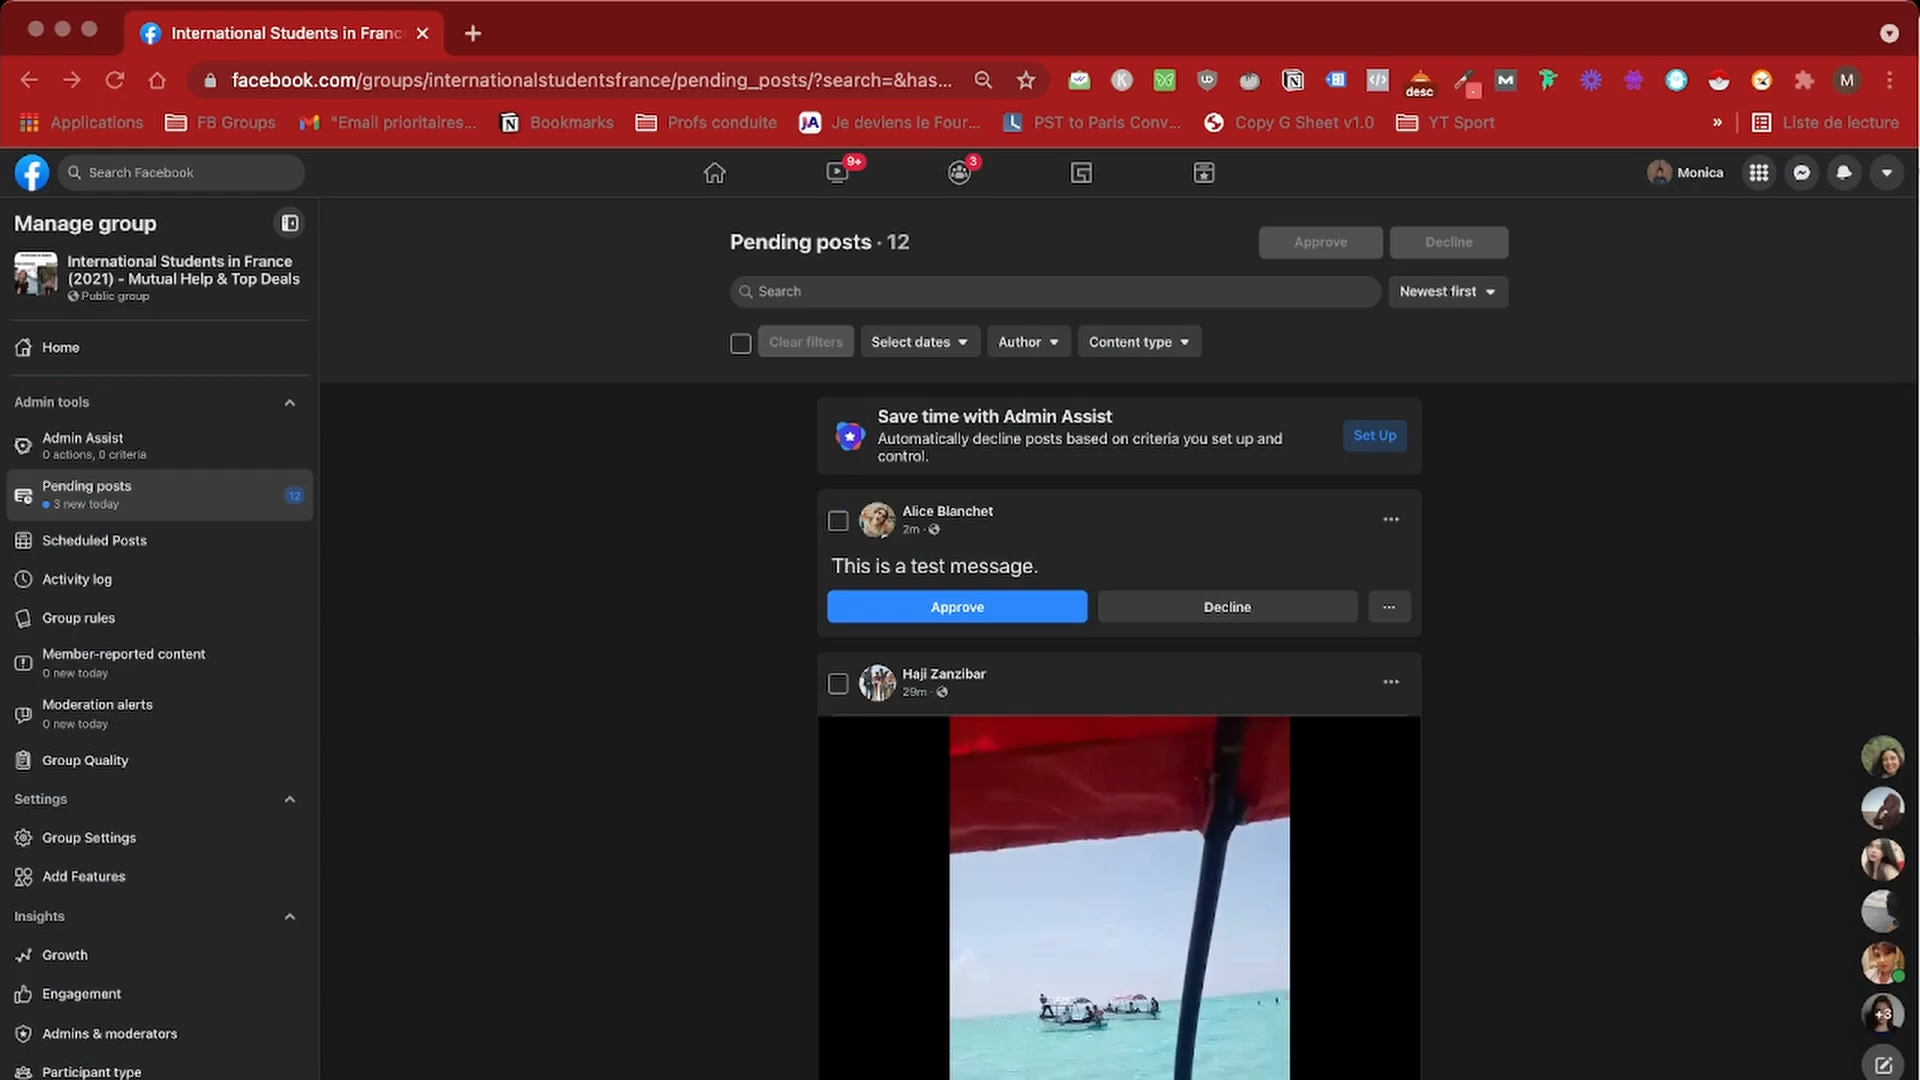 International Students in Franc
facebook.com/groups/internationalstudentsfrance/pending_posts/?search=&has...
desc
M
Applications
FB Groups
"Email prioritaires...
Bookmarks
Profs conduite
Je deviens le Four...
PST to Paris Conv...
Copy G Sheet v1.0
YT Sport
»
Liste de lecture
Search Facebook
9+
3
Monica
Manage group
International Students in France
(2021) - Mutual Help & Top Deals
Public group
Home
Admin tools
Admin Assist
0 actions, 0 criteria
Pending posts
3 new today
12
Scheduled Posts
Activity log
Group rules
Member-reported content
0 new today
Moderation alerts
0 new today
Group Quality
Settings
Group Settings
Add Features
Insights
Growth
Engagement
Admins & moderators
Participant type
Pending posts · 12
Approve
Decline
Search
Newest first
Clear filters
Select dates
Author
Content type
Save time with Admin Assist
Automatically decline posts based on criteria you set up and
control.
Set Up
Alice Blanchet
2m ·
This is a test message.
Approve
Decline
Haji Zanzibar
29m ·
+3